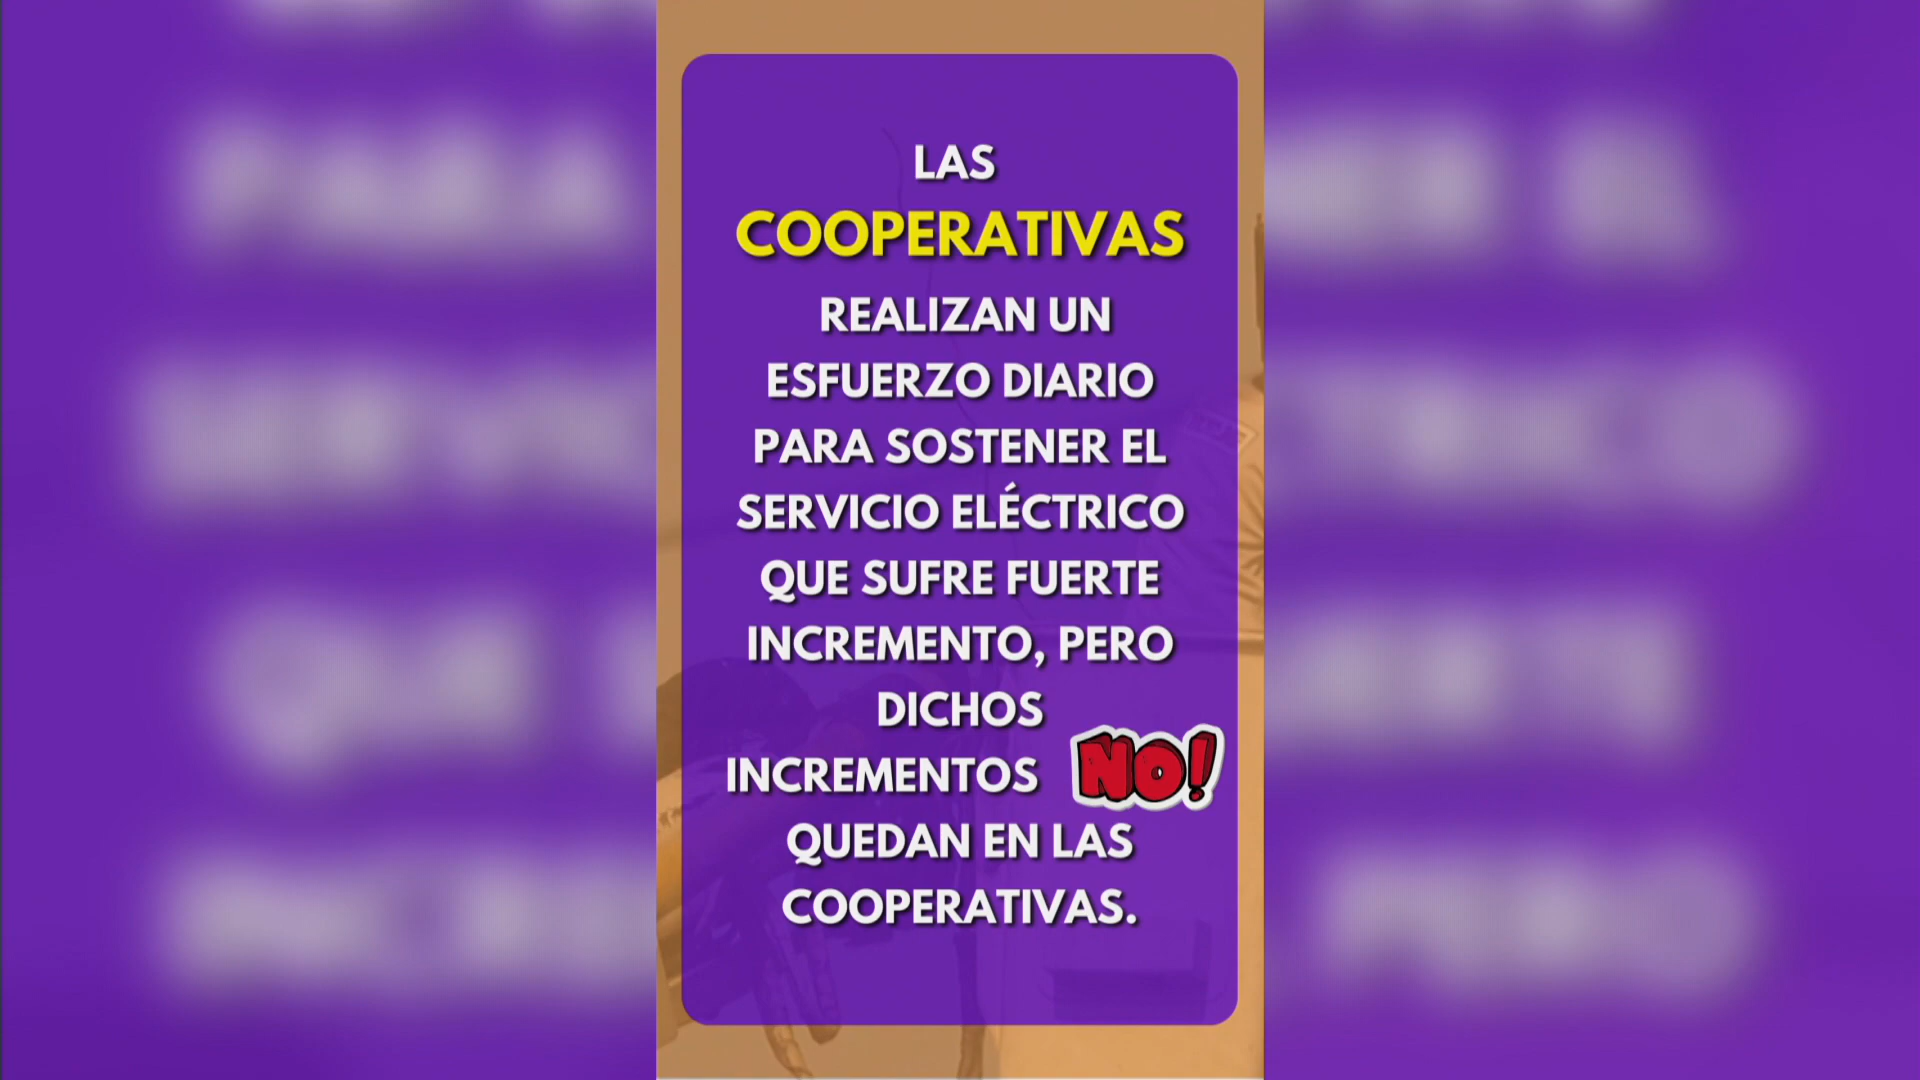 LAS
COOPERATIVAS
REALIZAN UN
ESFUERZO DIARIO
PARA SOSTENER EL
SERVICIO ELÉCTRICO
QUE SUFRE FUERTE
INCREMENTO, PERO
DICHOS
INCREMENTOS NO!
QUEDAN EN LAS
COOPERATIVAS.